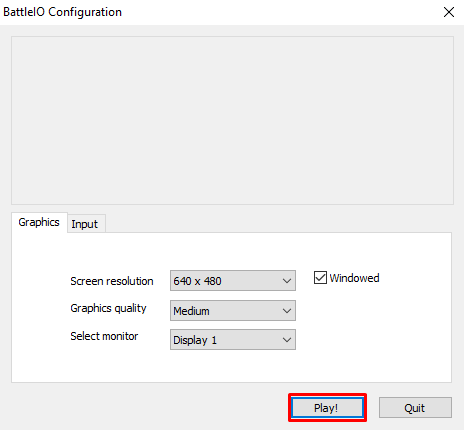 BattleIO Configuration
Graphics Input
Screen resolution 640 x 480 Windowed
Graphics quality Medium
Select monitor Display 1
Play! Quit